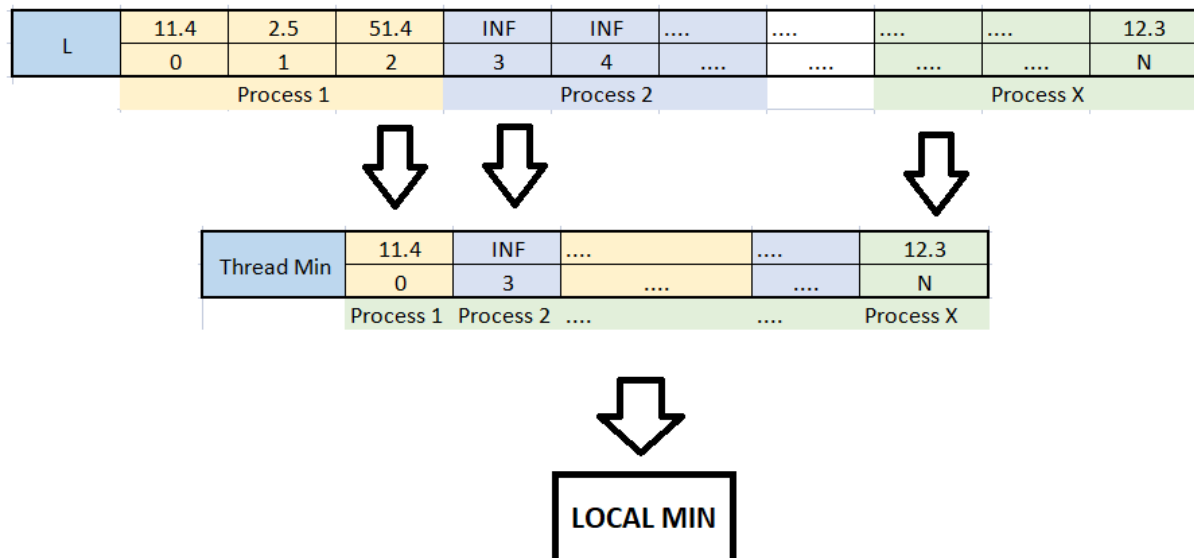 L 11.4 2.5 51.4 INF INF .... .... .... .... 12.3
0 1 2 3 4 .... .... .... .... N
Process 1 Process 2 Process X
Thread Min 11.4 INF .... .... 12.3
0 3 .... .... N
Process 1 Process 2 .... .... Process X
LOCAL MIN